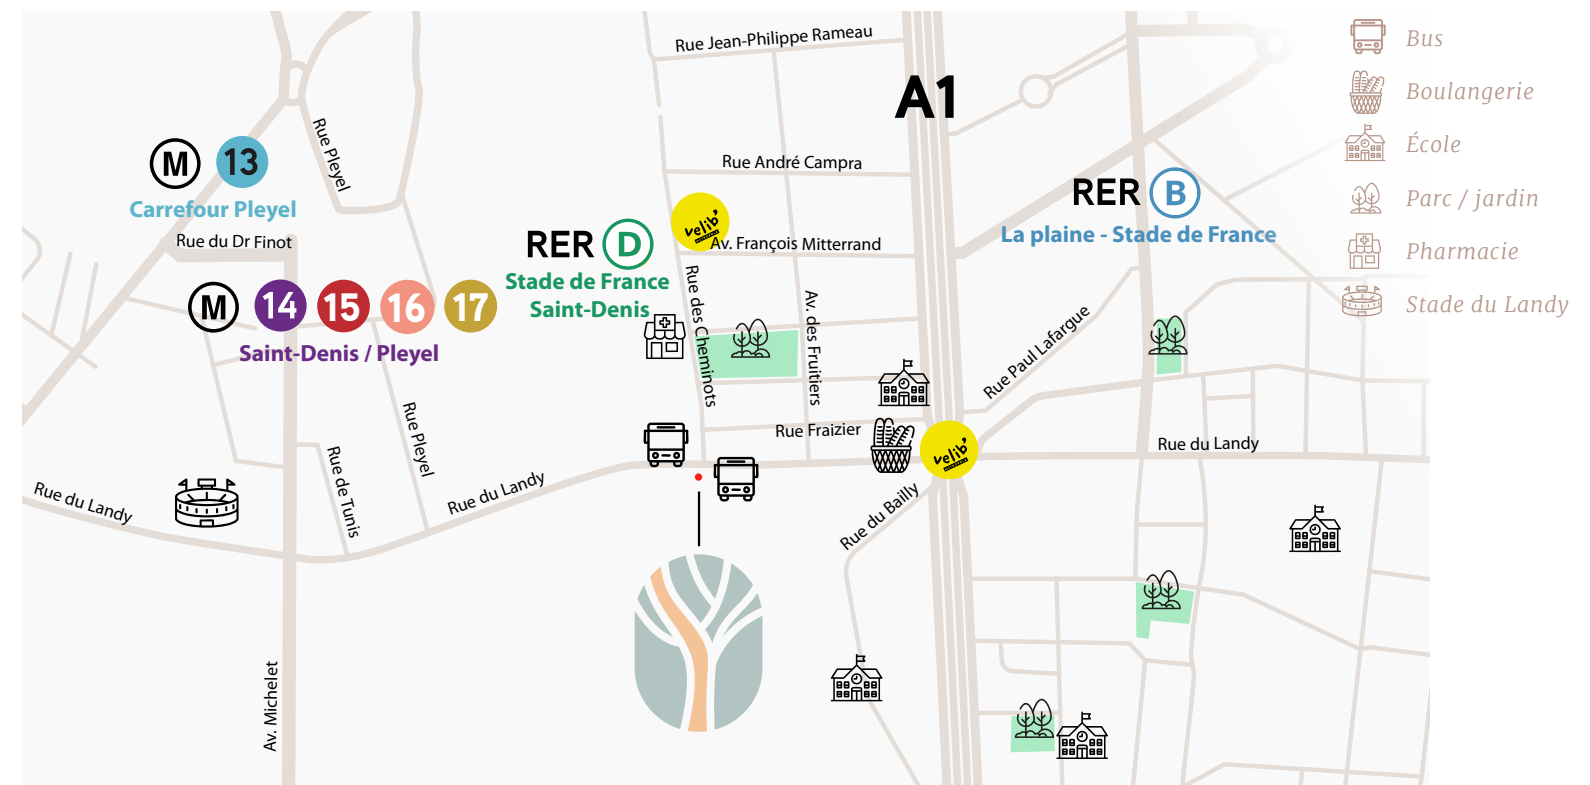 Rue Jean-Philippe Rameau
A1
Bus
Boulangerie
École
Parc / jardin
Pharmacie
Stade du Landy
Rue Pleyel
M 13
Carrefour Pleyel
Rue du Dr Finot
Rue André Campra
RER B
La plaine - Stade de France
velib'
Av. François Mitterrand
RER D
Stade de France
Saint-Denis
M 14 15 16 17
Saint-Denis / Pleyel
Rue des Cheminots
Av. des Fruitiers
Rue Paul Lafargue
Rue Pleyel
Rue Fraizier
velib'
Rue du Landy
Rue de Tunis
Rue du Landy
Rue du Landy
Rue du Bailly
Av. Michelet